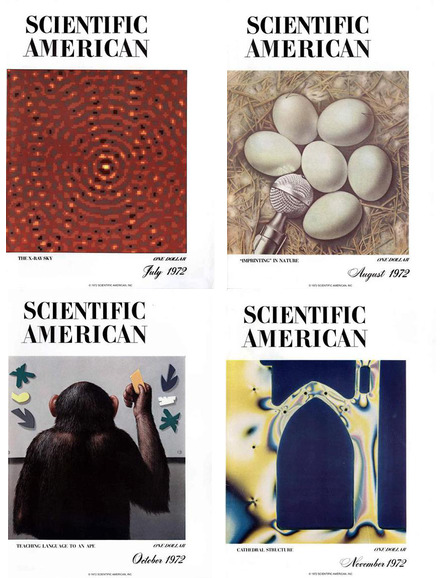 SCIENTIFIC
AMERICAN
THE X-RAY SKY
ONE DOLLAR
July 1972
© 1972 SCIENTIFIC AMERICAN, INC.
SCIENTIFIC
AMERICAN
"IMPRINTING" IN NATURE
ONE DOLLAR
August 1972
© 1972 SCIENTIFIC AMERICAN, INC.
SCIENTIFIC
AMERICAN
TEACHING LANGUAGE TO AN APE
ONE DOLLAR
October 1972
© 1972 SCIENTIFIC AMERICAN, INC.
SCIENTIFIC
AMERICAN
CATHEDRAL STRUCTURE
ONE DOLLAR
November 1972
© 1972 SCIENTIFIC AMERICAN, INC.